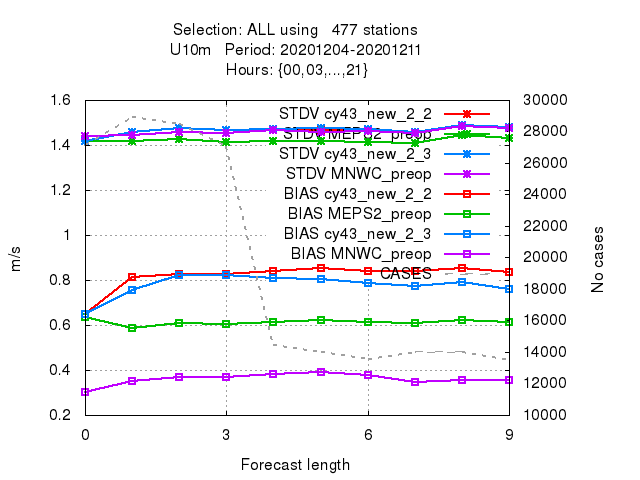 Selection: ALL using   477 stations
U10m   Period: 20201204-20201211
Hours: {00,03,...,21}
1.6
1.4
1.2
1
0.8
0.6
0.4
0.2
m/s
30000
28000
26000
24000
22000
20000
18000
16000
14000
12000
10000
No cases
STDV cy43_new_2_2
STDV MEPS2_preop
STDV cy43_new_2_3
STDV MNWC_preop
BIAS cy43_new_2_2
BIAS MEPS2_preop
BIAS cy43_new_2_3
BIAS MNWC_preop
CASES
0 3 6 9
Forecast length